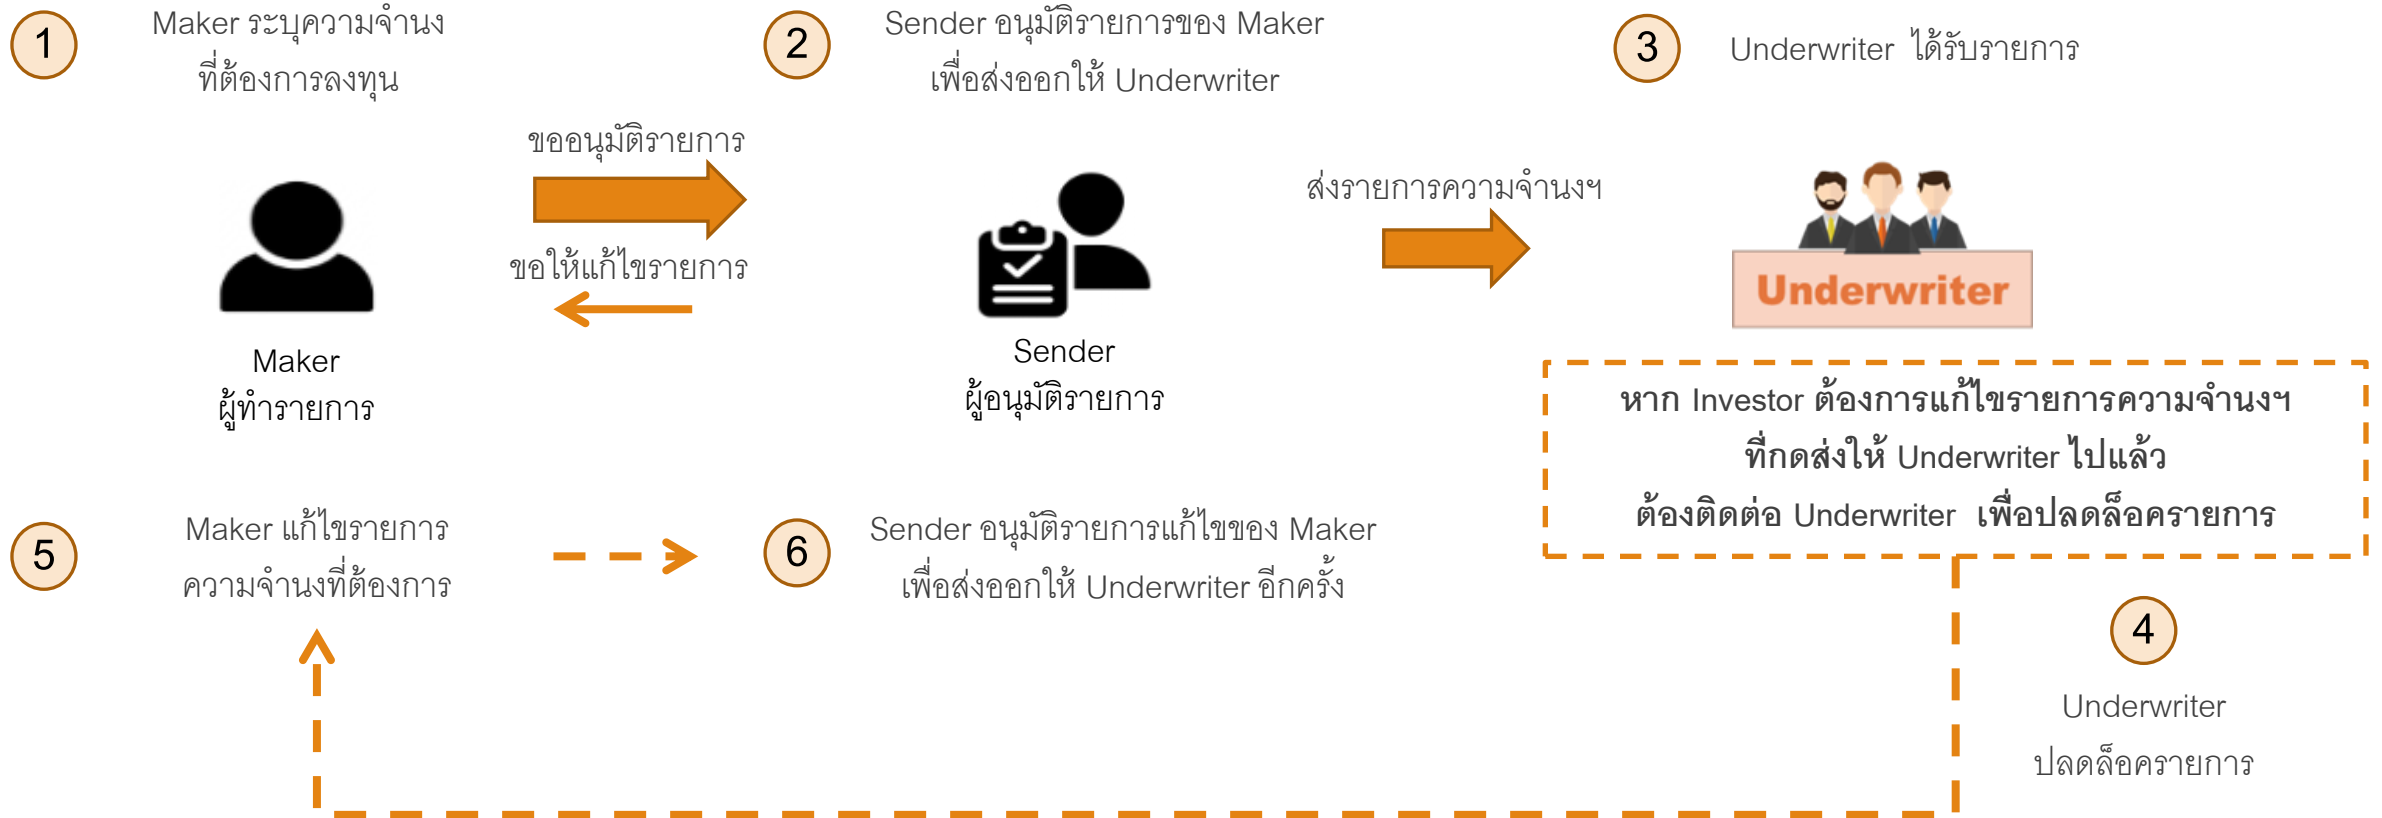 1
Maker ระบุความจำนง
ที่ต้องการลงทุน
2
Sender อนุมัติรายการของ Maker
เพื่อส่งออกให้ Underwriter
3
Underwriter ได้รับรายการ
ขออนุมัติรายการ
ขอให้แก้ไขรายการ
ส่งรายการความจำนงฯ
Underwriter
Maker
ผู้ทำรายการ
Sender
ผู้อนุมัติรายการ
หาก Investor ต้องการแก้ไขรายการความจำนงฯ
ที่กดส่งให้ Underwriter ไปแล้ว
ต้องติดต่อ Underwriter เพื่อปลดล็อครายการ
4
Underwriter
ปลดล็อครายการ
5
Maker แก้ไขรายการ
ความจำนงที่ต้องการ
6
Sender อนุมัติรายการแก้ไขของ Maker
เพื่อส่งออกให้ Underwriter อีกครั้ง